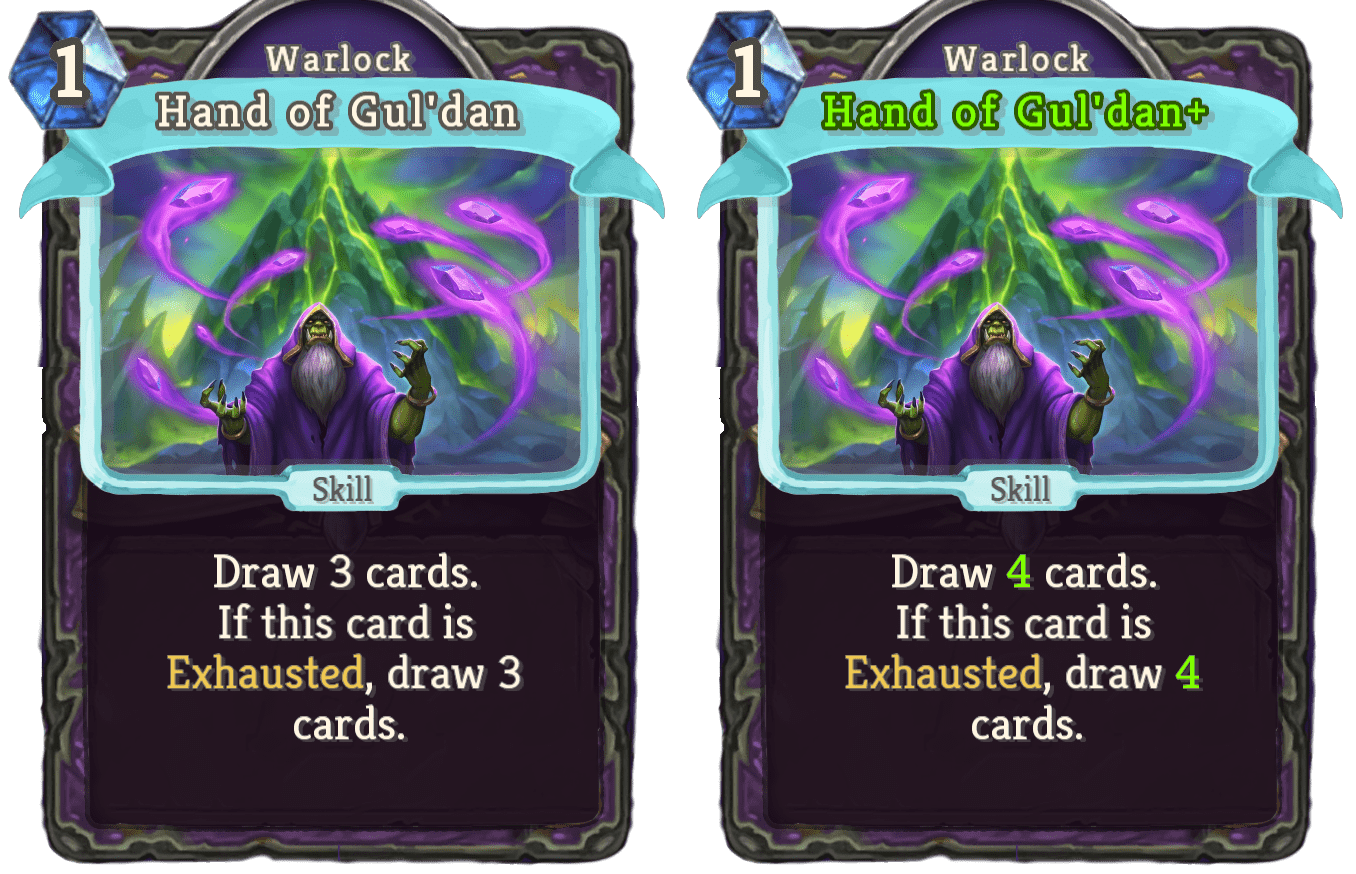 1
Warlock
Hand of Gul'dan
Skill
Draw 3 cards.
If this card is
Exhausted, draw 3
cards.
1
Warlock
Hand of Gul'dan+
Skill
Draw 4 cards.
If this card is
Exhausted, draw 4
cards.